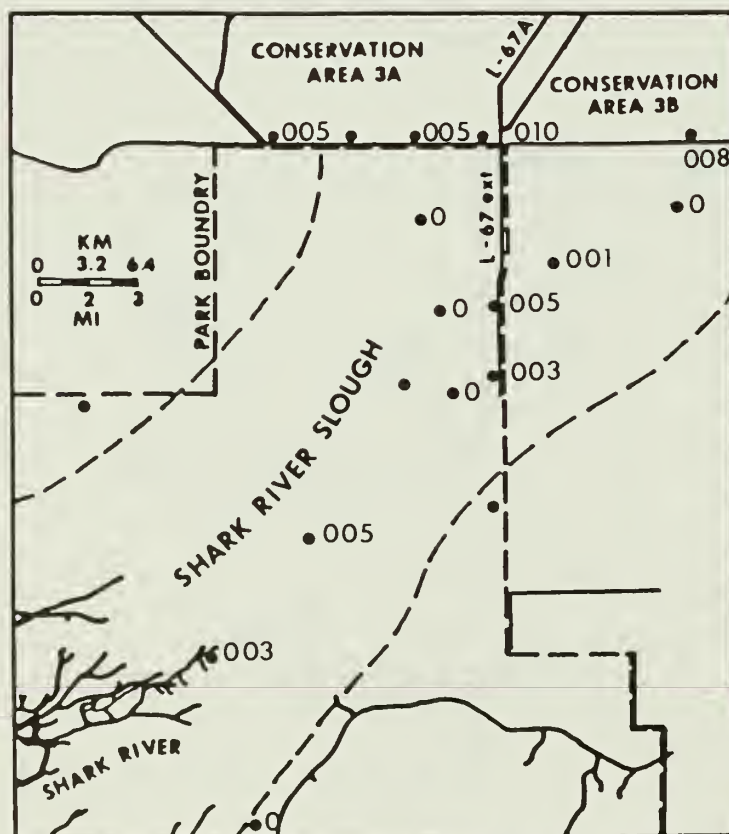 CONSERVATION
AREA 3A
L-67A
CONSERVATION
AREA 3B
005
005
010
008
PARK BOUNDRY
L-67 ext
0
0
KM
0 3.2 6.4
0 2 3
MI
001
0
005
003
0
SHARK RIVER SLOUGH
005
003
SHARK RIVER
0